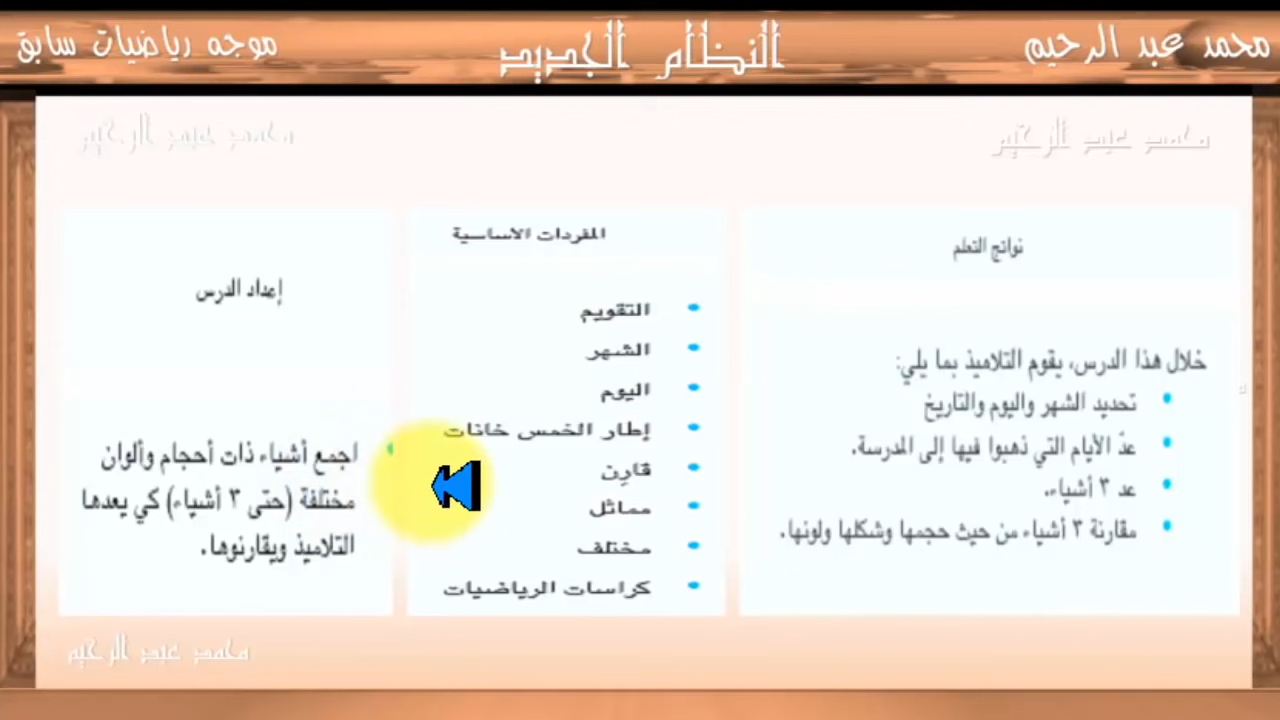 محمد عبد الرحيم
النظام الجديد
موجه رياضيات سابق
محمد عبد الرحيم
محمد عبد الرحيم
نواتج التعلم
خلال هذا الدرس، يقوم التلاميذ بما يلي:
تحديد الشهر واليوم والتاريخ
عدّ الأيام التي ذهبوا فيها إلى المدرسة.
عد ٣ أشياء.
مقارنة ٣ أشياء من حيث حجمها وشكلها ولونها.
المفردات الاساسية
التقويم
الشهر
اليوم
إطار الخمس خانات
قارن
مماثل
مختلف
كراسات الرياضيات
إعداد الدرس
اجمع أشياء ذات أحجام وألوان
مختلفة (حتى ٣ أشياء) كي يعدها
التلاميذ ويقارنوها.
محمد عبد الرحيم